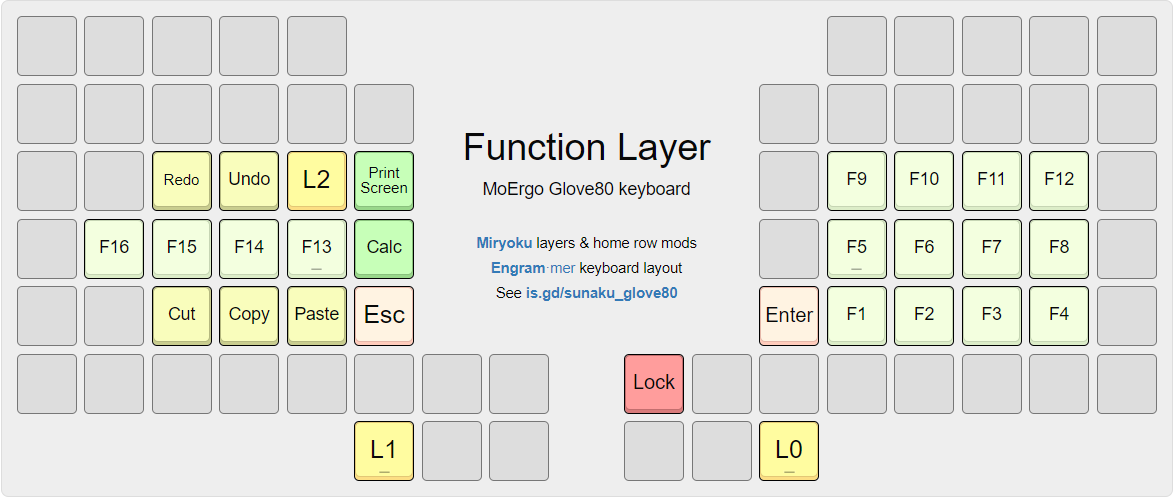 Function Layer
MoErgo Glove80 keyboard
Miryoku layers & home row mods
Engram·mer keyboard layout
See is.gd/sunaku_glove80
Redo
Undo
L2
Print
Screen
F9
F10
F11
F12
F16
F15
F14
F13
_
Calc
F5
_
F6
F7
F8
Cut
Copy
Paste
Esc
Enter
F1
F2
F3
F4
Lock
L1
_
L0
_